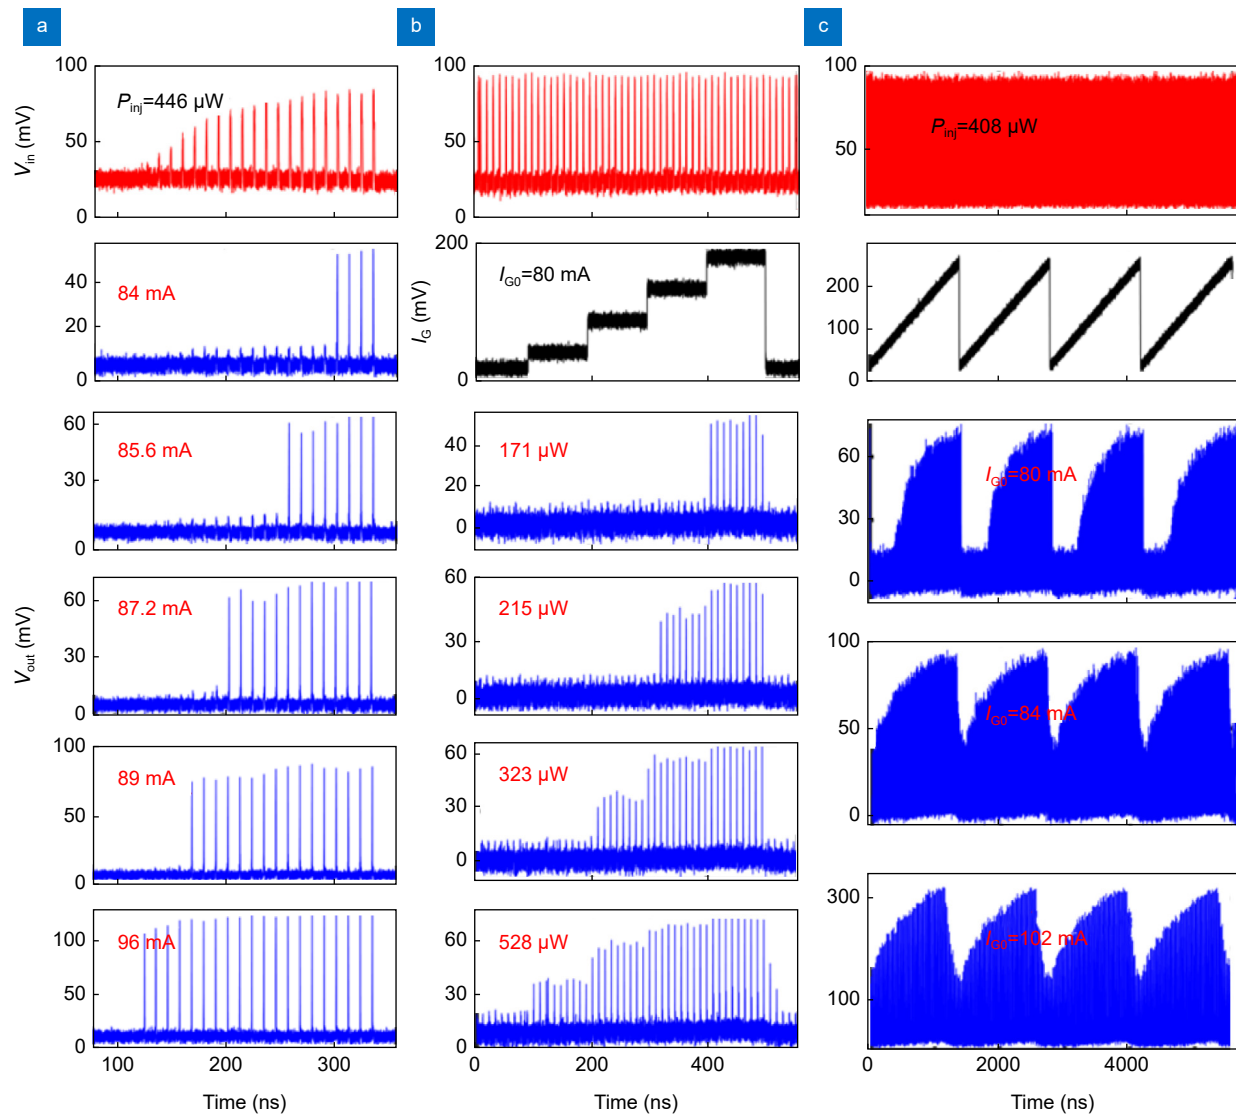 a
b
c
100
50
0
V_in (mV)
P_inj=446 µW
100
50
0
100
50
P_inj=408 µW
40
20
0
84 mA
200
100
0
I_G (mV)
I_G0=80 mA
200
100
0
60
30
0
85.6 mA
40
20
0
171 µW
60
30
0
I_G0=80 mA
60
30
0
V_out (mV)
87.2 mA
60
30
0
215 µW
100
50
0
I_G0=84 mA
100
50
0
89 mA
60
30
0
323 µW
300
100
I_G0=102 mA
100
50
0
96 mA
60
30
0
528 µW
100 200 300
0 200 400
0 2000 4000
Time (ns)
Time (ns)
Time (ns)